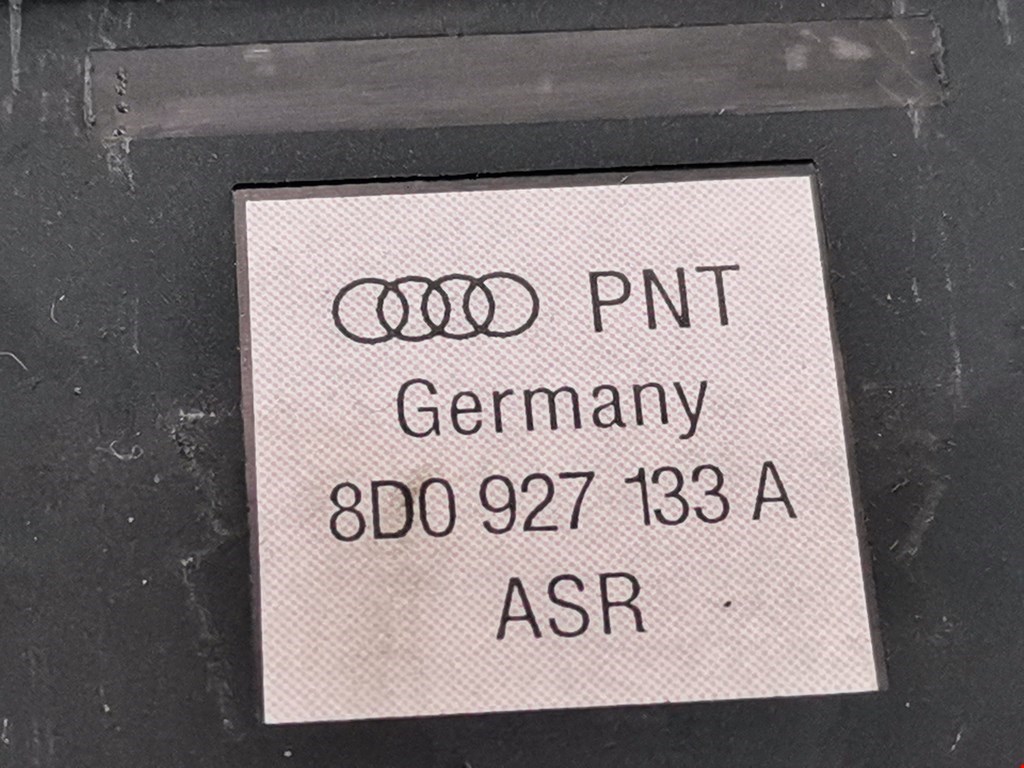 PNT
Germany
8D0 927 133 A
ASR